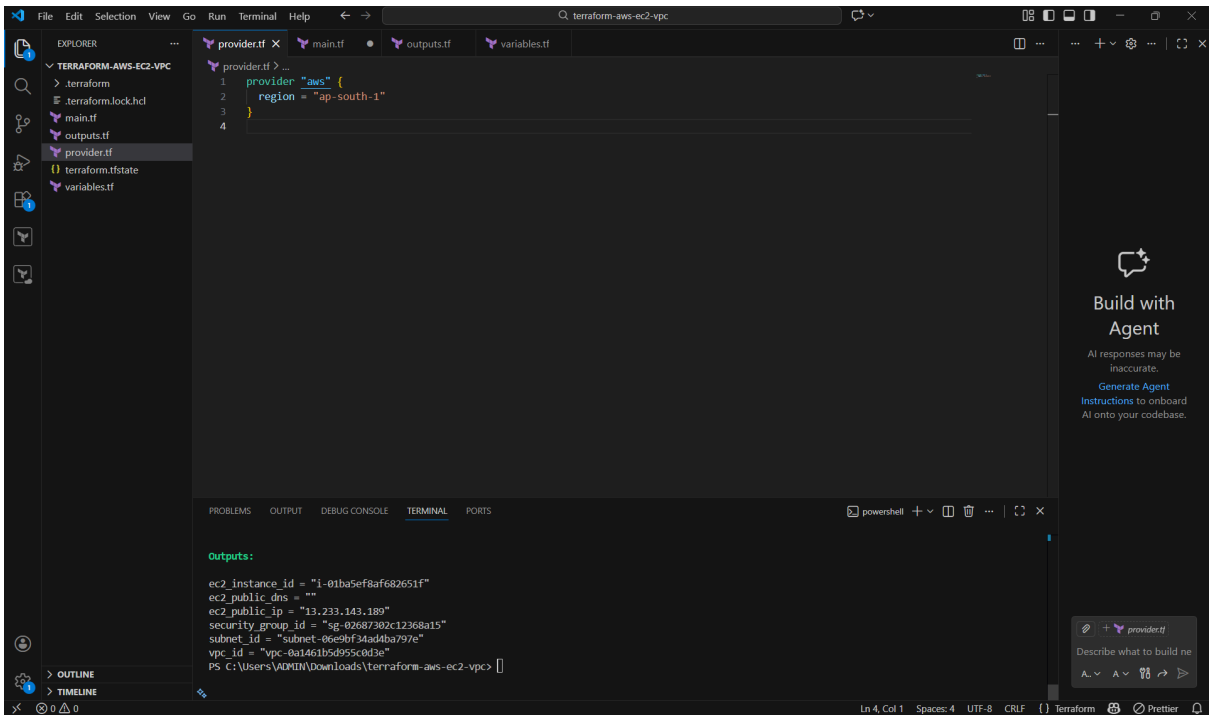 File Edit Selection View Go Run Terminal Help
terraform-aws-ec2-vpc
EXPLORER
TERRAFORM-AWS-EC2-VPC
.terraform
.terraform.lock.hcl
main.tf
outputs.tf
provider.tf
terraform.tfstate
variables.tf
OUTLINE
TIMELINE
provider.tf
main.tf
outputs.tf
variables.tf
provider.tf > ...
1 provider "aws" {
2 region = "ap-south-1"
3 }
4
PROBLEMS OUTPUT DEBUG CONSOLE TERMINAL PORTS
powershell
Outputs:
ec2_instance_id = "i-01ba5ef8af682651f"
ec2_public_dns = ""
ec2_public_ip = "13.233.143.189"
security_group_id = "sg-02687302c12368a15"
subnet_id = "subnet-06e9bf34ad4ba797e"
vpc_id = "vpc-0a1461b5d955c0d3e"
PS C:\Users\ADMIN\Downloads\terraform-aws-ec2-vpc>
Build with
Agent
AI responses may be
inaccurate.
Generate Agent
Instructions to onboard
AI onto your codebase.
provider.tf
Describe what to build ne
A.. A
0 0
Ln 4, Col 1 Spaces: 4 UTF-8 CRLF {} Terraform Prettier